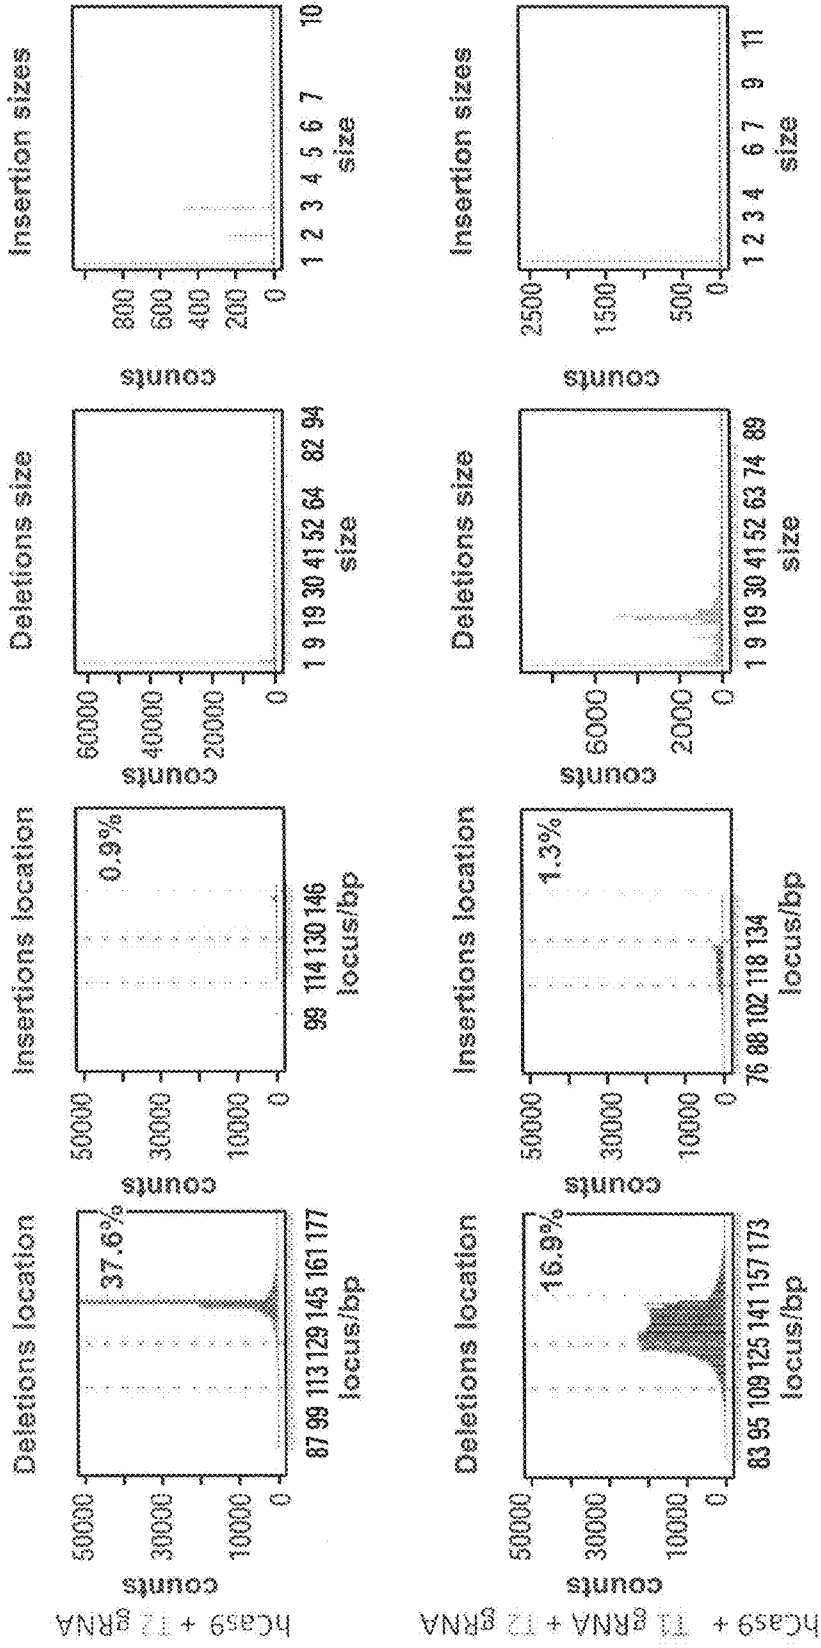 hCas9 + T2 gRNA
Deletions location
counts
50000
30000
10000
0
37.6%
87 99 113 129 145 161 177
locus/bp
Insertions location
counts
50000
30000
10000
0
0.9%
99 114 130 146
locus/bp
Deletions size
counts
60000
40000
20000
0
1 9 19 30 41 52 64 82 94
size
Insertion sizes
counts
800
600
400
200
0
1 2 3 4 5 6 7 10
size
hCas9 + T1 gRNA + T2 gRNA
Deletions location
counts
50000
30000
10000
0
16.9%
83 95 109 125 141 157 173
locus/bp
Insertions location
counts
50000
30000
10000
0
1.3%
76 88 102 118 134
locus/bp
Deletions size
counts
6000
2000
0
1 9 19 30 41 52 63 74 89
size
Insertion sizes
counts
2500
1500
500
0
1 2 3 4 6 7 9 11
size